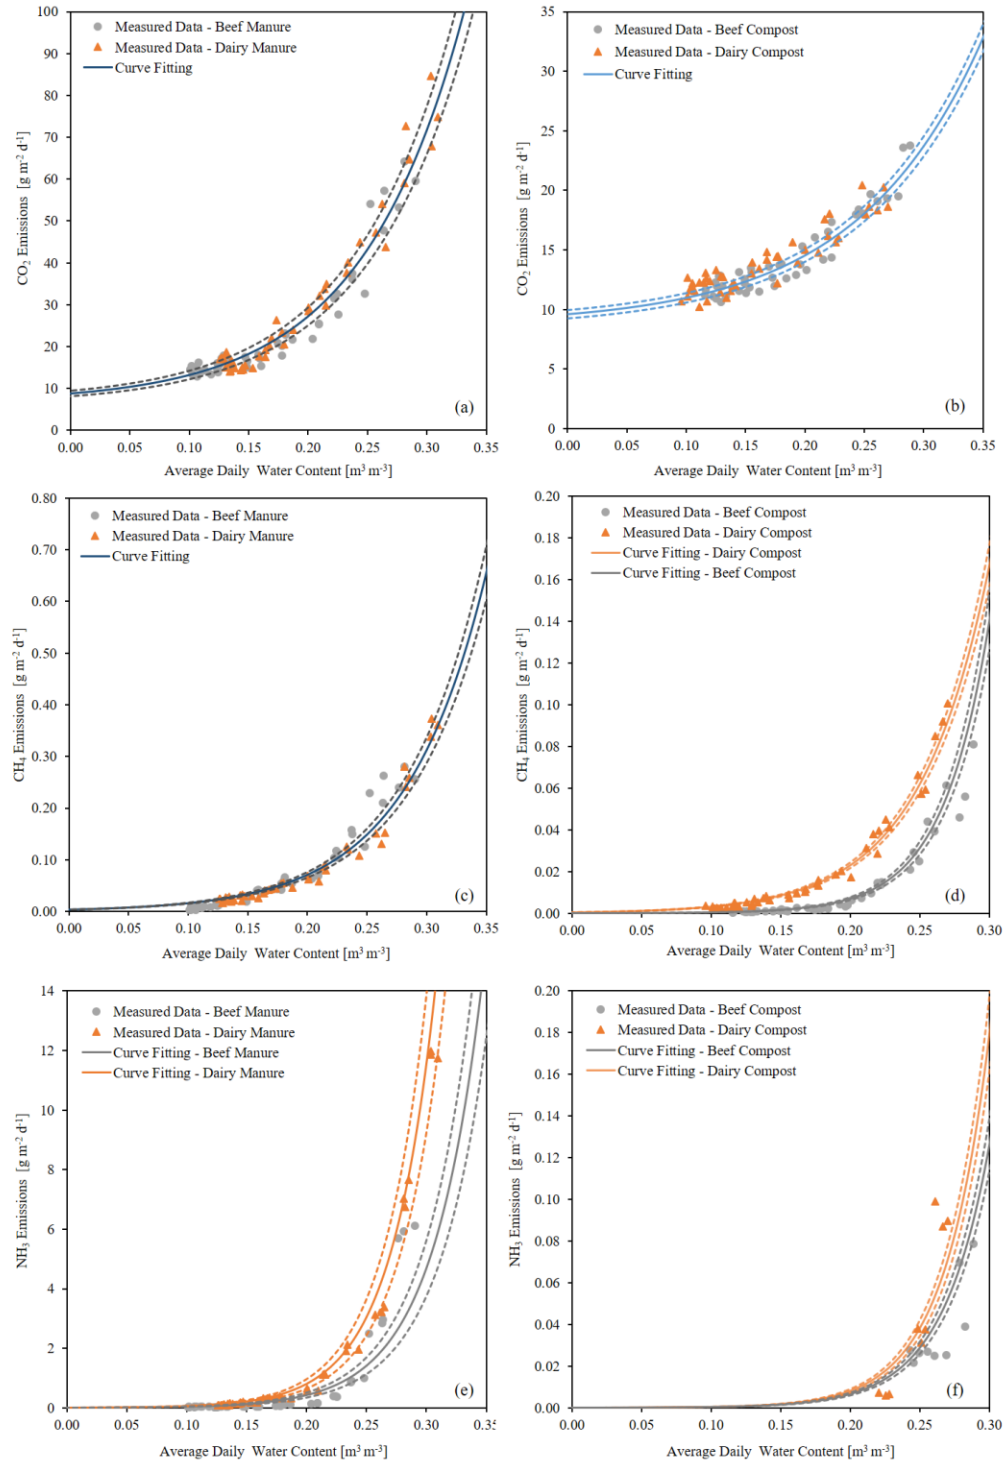 Measured Data - Beef Manure
Measured Data - Dairy Manure
Curve Fitting
CO2 Emissions [g m-2 d-1]
100
90
80
70
60
50
40
30
20
10
0
(a)
0.00 0.05 0.10 0.15 0.20 0.25 0.30 0.35
Average Daily Water Content [m3 m-3]
Measured Data - Beef Compost
Measured Data - Dairy Compost
Curve Fitting
CO2 Emissions [g m-2 d-1]
35
30
25
20
15
10
5
0
(b)
0.00 0.05 0.10 0.15 0.20 0.25 0.30 0.35
Average Daily Water Content [m3 m-3]
Measured Data - Beef Manure
Measured Data - Dairy Manure
Curve Fitting
CH4 Emissions [g m-2 d-1]
0.80
0.70
0.60
0.50
0.40
0.30
0.20
0.10
0.00
(c)
0.00 0.05 0.10 0.15 0.20 0.25 0.30 0.35
Average Daily Water Content [m3 m-3]
Measured Data - Beef Compost
Measured Data - Dairy Compost
Curve Fitting - Dairy Compost
Curve Fitting - Beef Compost
CH4 Emissions [g m-2 d-1]
0.20
0.18
0.16
0.14
0.12
0.10
0.08
0.06
0.04
0.02
0.00
(d)
0.00 0.05 0.10 0.15 0.20 0.25 0.30
Average Daily Water Content [m3 m-3]
Measured Data - Beef Manure
Measured Data - Dairy Manure
Curve Fitting - Beef Manure
Curve Fitting - Dairy Manure
NH3 Emissions [g m-2 d-1]
14
12
10
8
6
4
2
0
(e)
0.00 0.05 0.10 0.15 0.20 0.25 0.30 0.35
Average Daily Water Content [m3 m-3]
Measured Data - Beef Compost
Measured Data - Dairy Compost
Curve Fitting - Beef Compost
Curve Fitting - Dairy Compost
NH3 Emissions [g m-2 d-1]
0.20
0.18
0.16
0.14
0.12
0.10
0.08
0.06
0.04
0.02
0.00
(f)
0.00 0.05 0.10 0.15 0.20 0.25 0.30
Average Daily Water Content [m3 m-3]